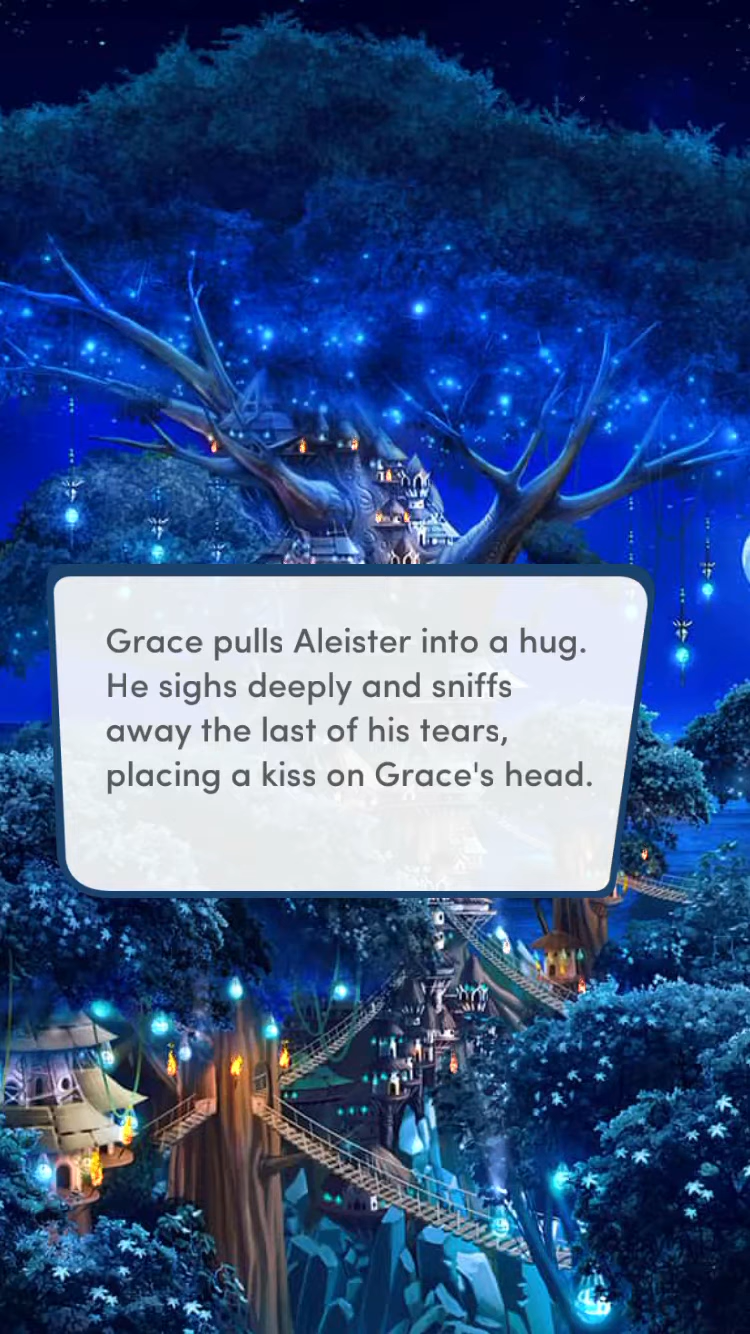 Grace pulls Aleister into a hug.
He sighs deeply and sniffs
away the last of his tears,
placing a kiss on Grace's head.